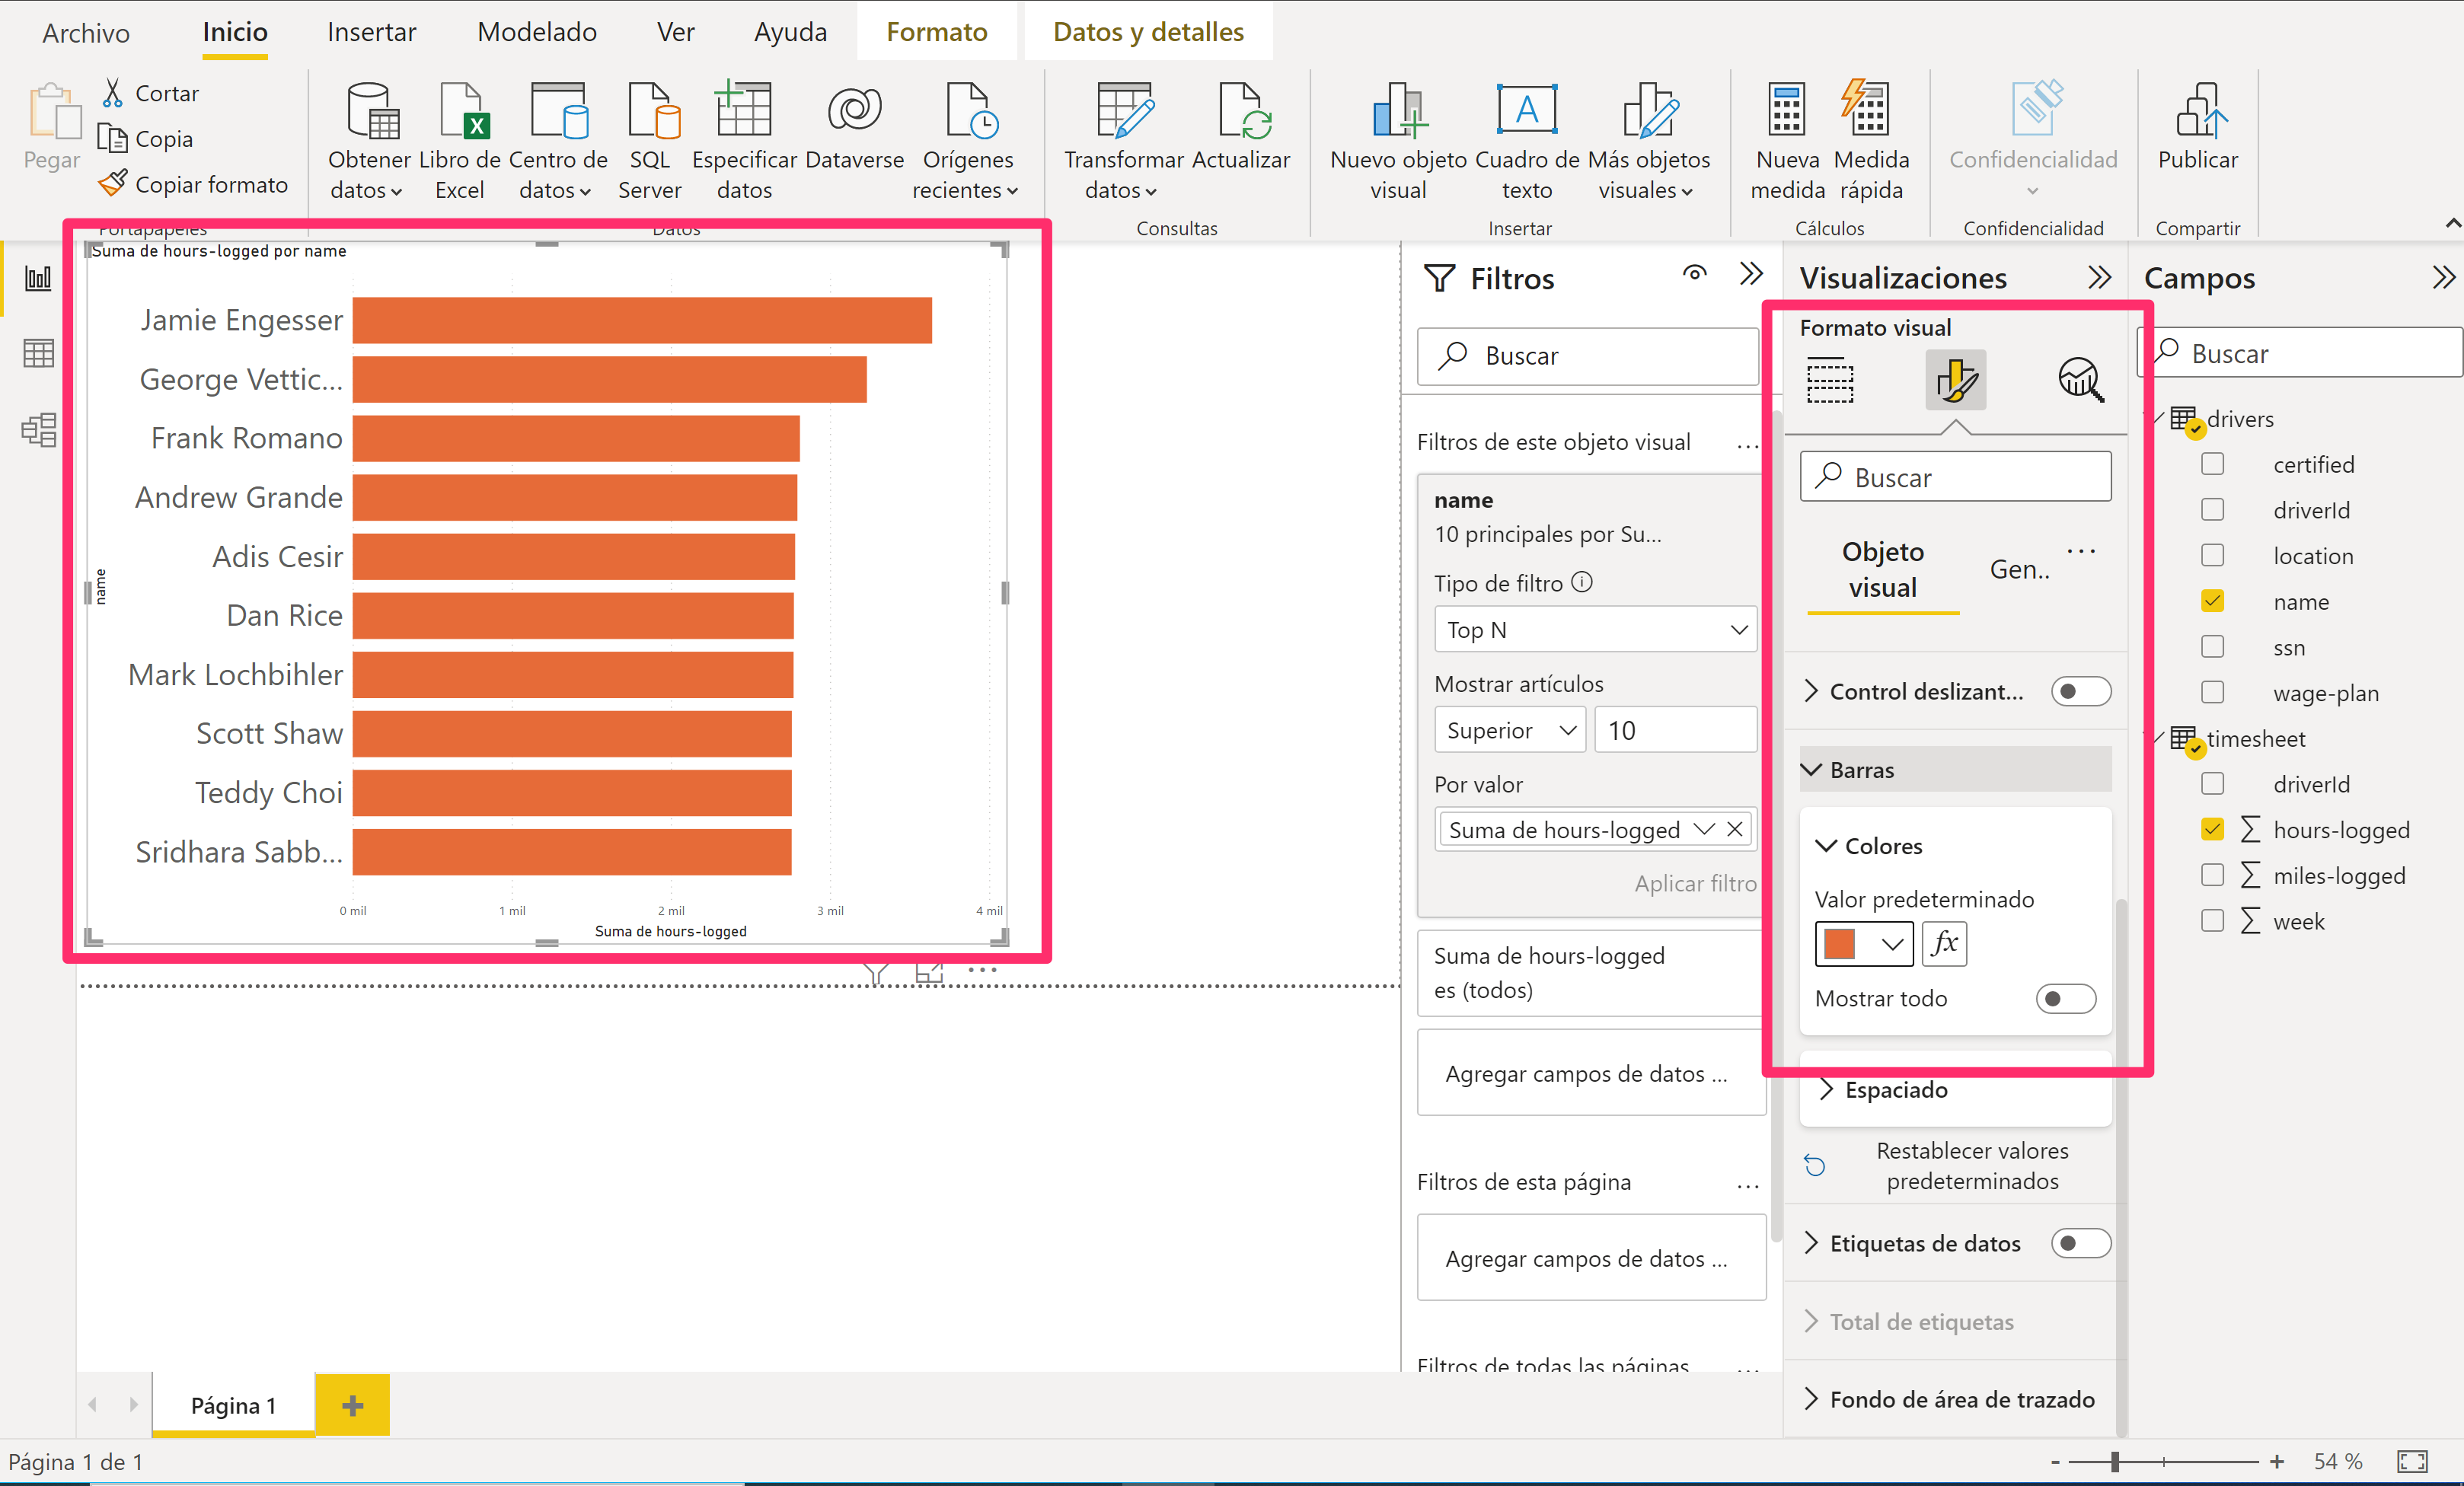 Archivo
Inicio
Insertar
Modelado
Ver
Ayuda
Formato
Datos y detalles
Pegar
Cortar
Copia
Copiar formato
Portapapeles
Obtener
datos
Libro de
Excel
Centro de
datos
SQL
Server
Especificar
datos
Dataverse
Orígenes
recientes
Datos
Transformar
datos
Actualizar
Consultas
Nuevo objeto
visual
A
Cuadro de
texto
Más objetos
visuales
Insertar
Nueva
medida
Medida
rápida
Cálculos
Confidencialidad
Confidencialidad
Publicar
Compartir
Suma de hours-logged por name
name
Jamie Engesser
George Vettic...
Frank Romano
Andrew Grande
Adis Cesir
Dan Rice
Mark Lochbihler
Scott Shaw
Teddy Choi
Sridhara Sabb...
0 mil
1 mil
2 mil
3 mil
4 mil
Suma de hours-logged
Filtros
Buscar
Filtros de este objeto visual
name
10 principales por Su...
Tipo de filtro
Top N
Mostrar artículos
Superior
10
Por valor
Suma de hours-logged
Aplicar filtro
Suma de hours-logged
es (todos)
Agregar campos de datos ...
Filtros de esta página
Agregar campos de datos ...
Filtros de todas las páginas
Visualizaciones
Formato visual
Buscar
Objeto
visual
Gen..
Control deslizant...
Barras
Colores
Valor predeterminado
fx
Mostrar todo
Espaciado
Restablecer valores
predeterminados
Etiquetas de datos
Total de etiquetas
Fondo de área de trazado
Campos
Buscar
drivers
certified
driverId
location
name
ssn
wage-plan
timesheet
driverId
∑ hours-logged
∑ miles-logged
∑ week
Página 1
Página 1 de 1
- + 54 %